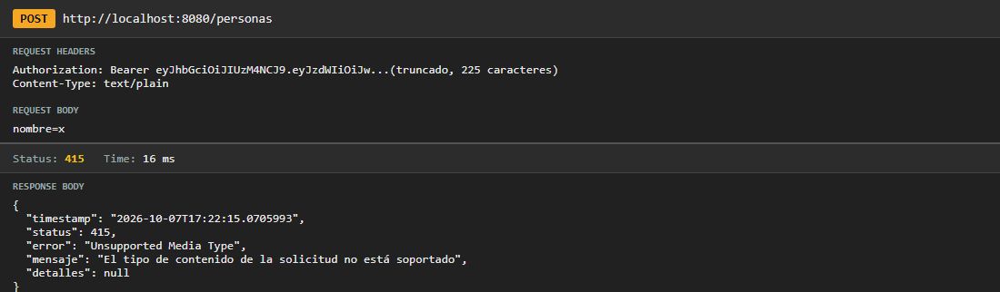 POST http://localhost:8080/personas
REQUEST HEADERS
Authorization: Bearer eyJhbGciOiJIUzM4NCJ9.eyJzdWIiOiJw...(truncado, 225 caracteres)
Content-Type: text/plain
REQUEST BODY
nombre=x
Status: 415 Time: 16 ms
RESPONSE BODY
{
"timestamp": "2026-10-07T17:22:15.0705993",
"status": 415,
"error": "Unsupported Media Type",
"mensaje": "El tipo de contenido de la solicitud no está soportado",
"detalles": null
}